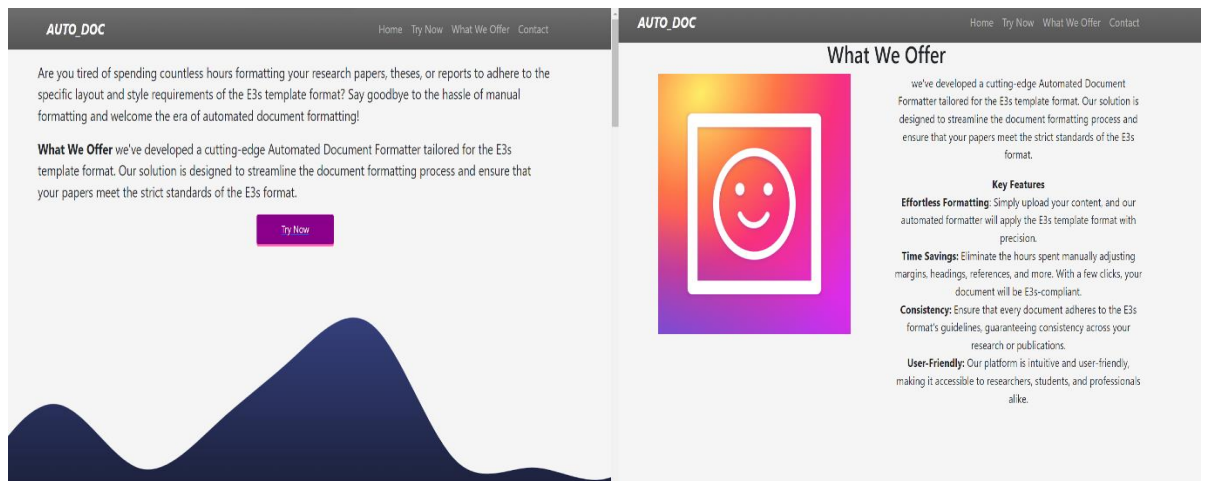 AUTO_DOC
Home Try Now What We Offer Contact
Are you tired of spending countless hours formatting your research papers, theses, or reports to adhere to the
specific layout and style requirements of the E3s template format? Say goodbye to the hassle of manual
formatting and welcome the era of automated document formatting!
What We Offer we've developed a cutting-edge Automated Document Formatter tailored for the E3s
template format. Our solution is designed to streamline the document formatting process and ensure that
your papers meet the strict standards of the E3s format.
Try Now
AUTO_DOC
Home Try Now What We Offer Contact
What We Offer
we've developed a cutting-edge Automated Document
Formatter tailored for the E3s template format. Our solution is
designed to streamline the document formatting process and
ensure that your papers meet the strict standards of the E3s
format.
Key Features
Effortless Formatting: Simply upload your content, and our
automated formatter will apply the E3s template format with
precision.
Time Savings: Eliminate the hours spent manually adjusting
margins, headings, references, and more. With a few clicks, your
document will be E3s-compliant.
Consistency: Ensure that every document adheres to the E3s
format's guidelines, guaranteeing consistency across your
research or publications.
User-Friendly: Our platform is intuitive and user-friendly,
making it accessible to researchers, students, and professionals
alike.